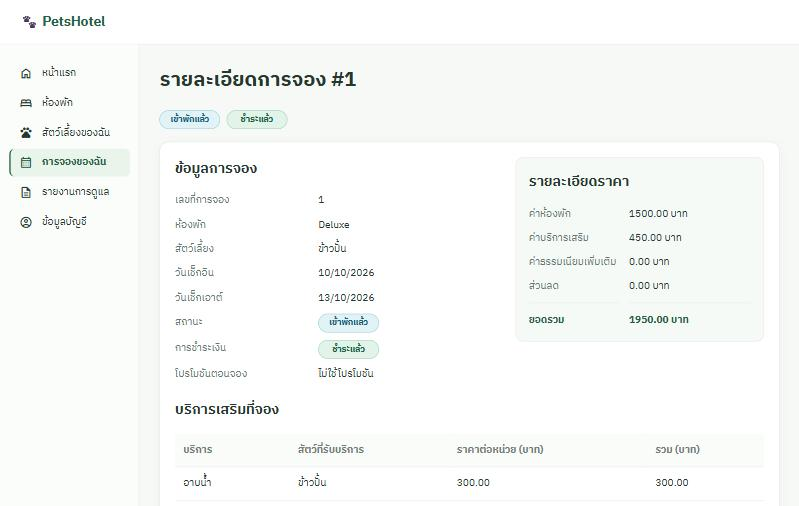 PetsHotel
หน้าแรก
ห้องพัก
สัตว์เลี้ยงของฉัน
การจองของฉัน
รายงานการดูแล
ข้อมูลบัญชี
รายละเอียดการจอง #1
เข้าพักแล้ว ชำระแล้ว
ข้อมูลการจอง
เลขที่การจอง 1
ห้องพัก Deluxe
สัตว์เลี้ยง ข้าวปั้น
วันเช็กอิน 10/10/2026
วันเช็กเอาต์ 13/10/2026
สถานะ เข้าพักแล้ว
การชำระเงิน ชำระแล้ว
โปรโมชันตอนจอง ไม่ใช้โปรโมชัน
รายละเอียดราคา
ค่าห้องพัก 1500.00 บาท
ค่าบริการเสริม 450.00 บาท
ค่าธรรมเนียมเพิ่มเติม 0.00 บาท
ส่วนลด 0.00 บาท
ยอดรวม 1950.00 บาท
บริการเสริมที่จอง
บริการ สัตว์ที่รับบริการ ราคาต่อหน่วย (บาท) รวม (บาท)
อาบน้ำ ข้าวปั้น 300.00 300.00